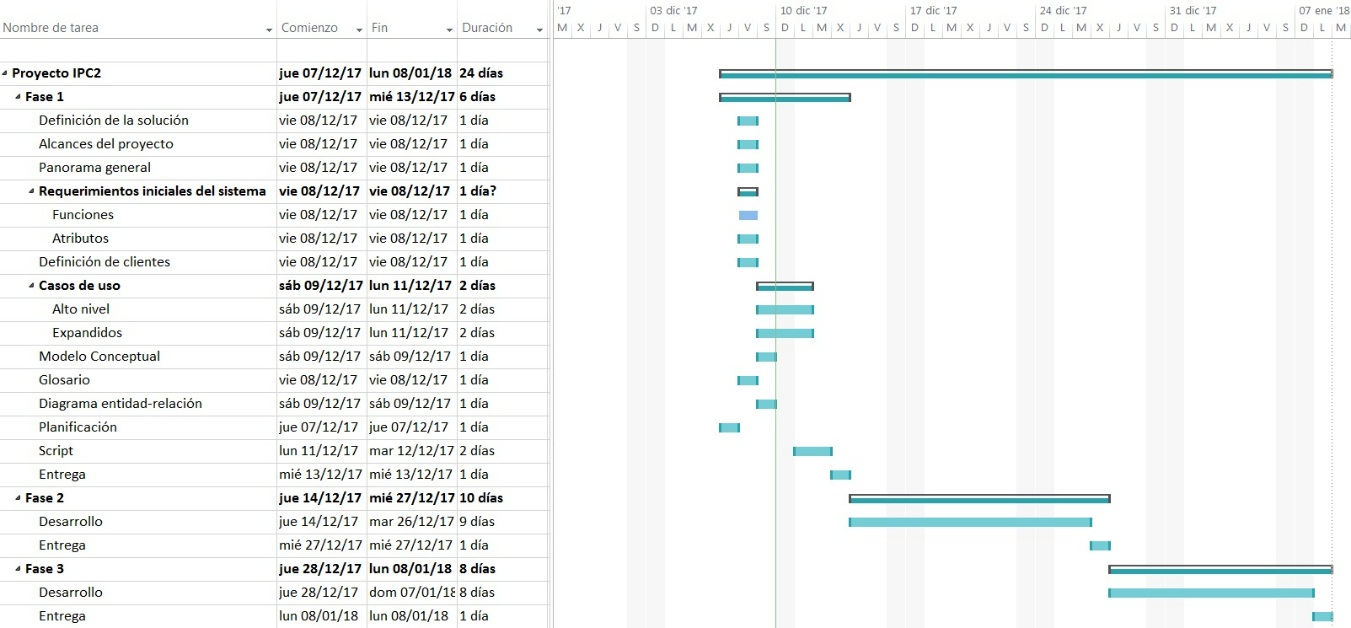 '17 03 dic '17 10 dic '17 17 dic '17 24 dic '17 31 dic '17 07 ene '18
Nombre de tarea Comienzo Fin Duración M X J V S D L M X J V S D L M X J V S D L M X J V S D L M X J V S D L M X J V S D L M
Proyecto IPC2 jue 07/12/17 lun 08/01/18 24 días
Fase 1 jue 07/12/17 mié 13/12/17 6 días
Definición de la solución vie 08/12/17 vie 08/12/17 1 día
Alcances del proyecto vie 08/12/17 vie 08/12/17 1 día
Panorama general vie 08/12/17 vie 08/12/17 1 día
Requerimientos iniciales del sistema vie 08/12/17 vie 08/12/17 1 día?
Funciones vie 08/12/17 vie 08/12/17 1 día
Atributos vie 08/12/17 vie 08/12/17 1 día
Definición de clientes vie 08/12/17 vie 08/12/17 1 día
Casos de uso sáb 09/12/17 lun 11/12/17 2 días
Alto nivel sáb 09/12/17 lun 11/12/17 2 días
Expandidos sáb 09/12/17 lun 11/12/17 2 días
Modelo Conceptual sáb 09/12/17 sáb 09/12/17 1 día
Glosario vie 08/12/17 vie 08/12/17 1 día
Diagrama entidad-relación sáb 09/12/17 sáb 09/12/17 1 día
Planificación jue 07/12/17 jue 07/12/17 1 día
Script lun 11/12/17 mar 12/12/17 2 días
Entrega mié 13/12/17 mié 13/12/17 1 día
Fase 2 jue 14/12/17 mié 27/12/17 10 días
Desarrollo jue 14/12/17 mar 26/12/17 9 días
Entrega mié 27/12/17 mié 27/12/17 1 día
Fase 3 jue 28/12/17 lun 08/01/18 8 días
Desarrollo jue 28/12/17 dom 07/01/18 8 días
Entrega lun 08/01/18 lun 08/01/18 1 día